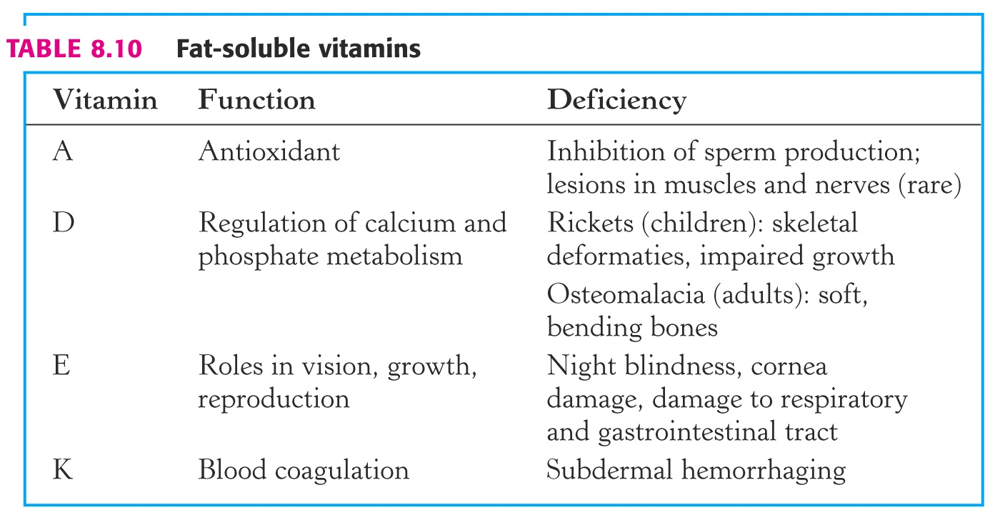 TABLE 8.10 Fat-soluble vitamins
Vitamin Function Deficiency
A Antioxidant Inhibition of sperm production;
lesions in muscles and nerves (rare)
D Regulation of calcium and Rickets (children): skeletal
phosphate metabolism deformaties, impaired growth
Osteomalacia (adults): soft,
bending bones
E Roles in vision, growth, Night blindness, cornea
reproduction damage, damage to respiratory
and gastrointestinal tract
K Blood coagulation Subdermal hemorrhaging